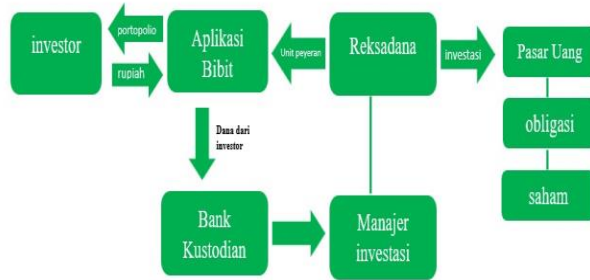 investor
portopolio
rupiah
Aplikasi
Bibit
Unit peyeran
Reksadana
investasi
Pasar Uang
obligasi
saham
Dana dari
investor
Bank
Kustodian
Manajer
investasi